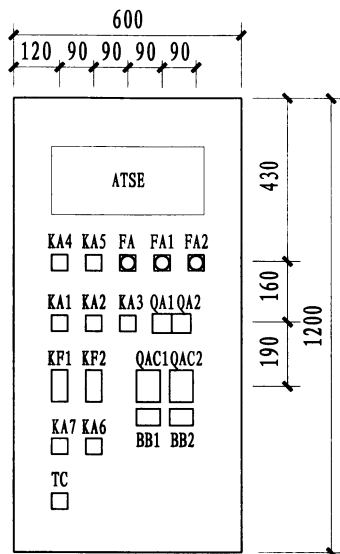 600
120 90 90 90 90
ATSE
430
KA4 KA5 FA FA1 FA2
160
KA1 KA2 KA3 QA1 QA2
1200
190
KF1 KF2 QAC1 QAC2
KA7 KA6 BB1 BB2
TC